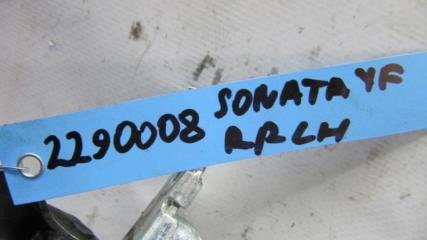 2290008 SONATA YF
RR LH